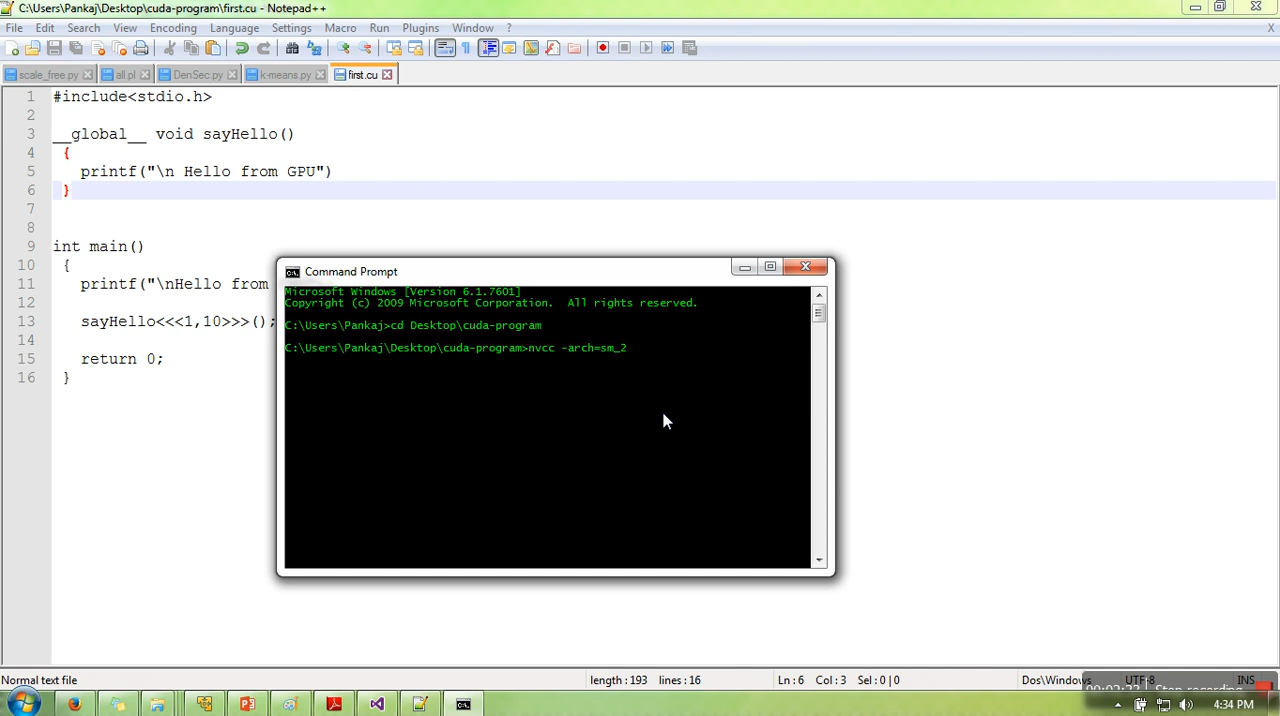 C:\Users\Pankaj\Desktop\cuda-program\first.cu - Notepad++
File Edit Search View Encoding Language Settings Macro Run Plugins Window ? X
scale_free.py all.pl DenSec.py k-means.py first.cu
1 #include<stdio.h>
2
3 __global__ void sayHello()
4 {
5 printf("\n Hello from GPU")
6 }
7
8
9 int main()
10 {
11 printf("\nHello from
12
13 sayHello<<<1,10>>>();
14
15 return 0;
16 }
Command Prompt
Microsoft Windows [Version 6.1.7601]
Copyright (c) 2009 Microsoft Corporation. All rights reserved.
C:\Users\Pankaj>cd Desktop\cuda-program
C:\Users\Pankaj\Desktop\cuda-program>nvcc -arch=sm_2
Normal text file length : 193 lines : 16 Ln : 6 Col : 3 Sel : 0 | 0 Dos\Windows UTF-8 INS
Stop recording
4:34 PM